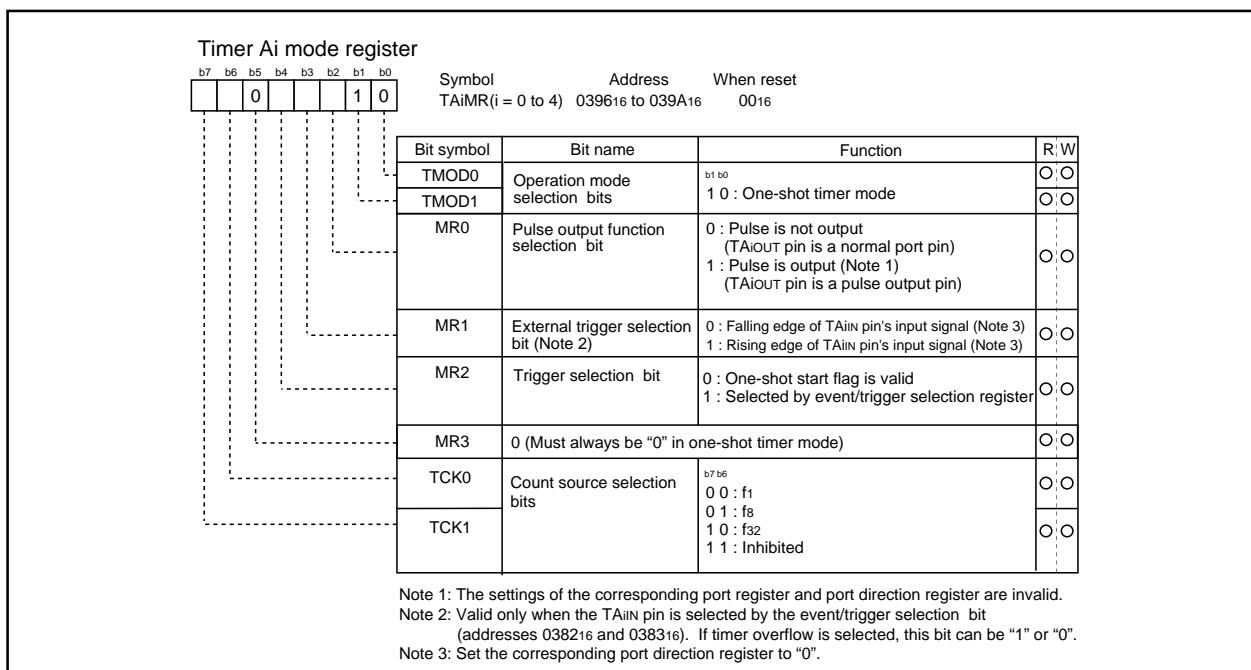 Timer Ai mode register
b7 b6 b5 b4 b3 b2 b1 b0
0 1 0
Symbol Address When reset
TAiMR(i = 0 to 4) 039616 to 039A16 0016
Bit symbol Bit name Function R W
TMOD0 Operation mode selection bits b1 b0
TMOD1 1 0 : One-shot timer mode
MR0 Pulse output function selection bit 0 : Pulse is not output
(TAiOUT pin is a normal port pin)
1 : Pulse is output (Note 1)
(TAiOUT pin is a pulse output pin)
MR1 External trigger selection bit (Note 2) 0 : Falling edge of TAiIN pin's input signal (Note 3)
1 : Rising edge of TAiIN pin's input signal (Note 3)
MR2 Trigger selection bit 0 : One-shot start flag is valid
1 : Selected by event/trigger selection register
MR3 0 (Must always be “0” in one-shot timer mode)
TCK0 Count source selection bits b7 b6
0 0 : f1
0 1 : f8
TCK1 1 0 : f32
1 1 : Inhibited
Note 1: The settings of the corresponding port register and port direction register are invalid.
Note 2: Valid only when the TAiIN pin is selected by the event/trigger selection bit
(addresses 038216 and 038316). If timer overflow is selected, this bit can be “1” or “0”.
Note 3: Set the corresponding port direction register to “0”.